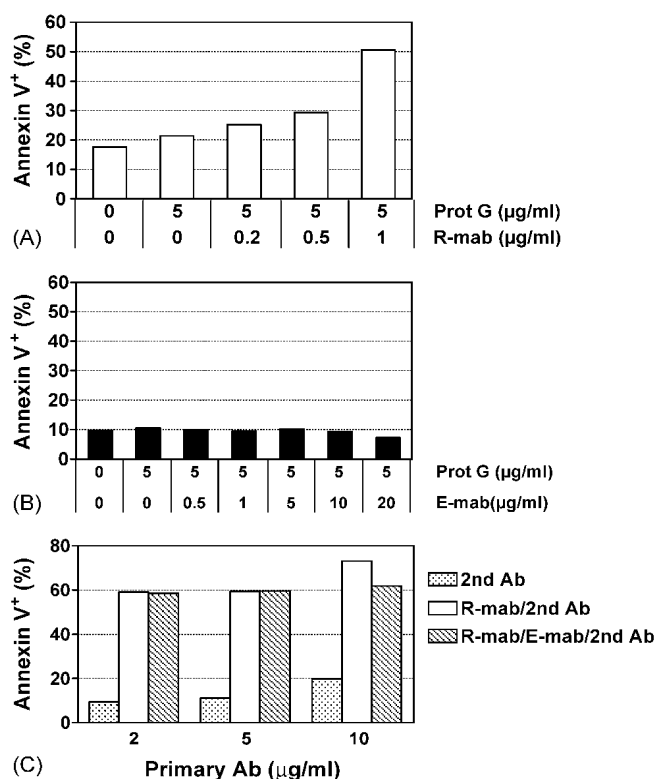 60
50
40
30
20
10
0
Annexin V+ (%)
0 5 5 5 5 Prot G (µg/ml)
(A) 0 0 0.2 0.5 1 R-mab (µg/ml)
60
50
40
30
20
10
0
Annexin V+ (%)
0 5 5 5 5 5 5 Prot G (µg/ml)
(B) 0 0 0.5 1 5 10 20 E-mab(µg/ml)
80
60
40
20
0
Annexin V+ (%)
2nd Ab
R-mab/2nd Ab
R-mab/E-mab/2nd Ab
2 5 10
(C) Primary Ab (µg/ml)